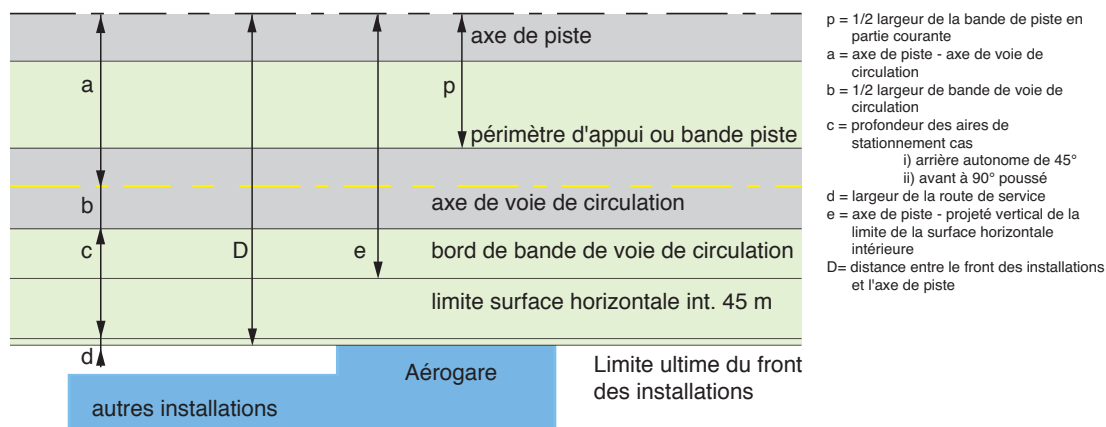 axe de piste
a
p
périmètre d'appui ou bande piste
b
axe de voie de circulation
c
D
e
bord de bande de voie de circulation
limite surface horizontale int. 45 m
d
Aérogare
Limite ultime du front
des installations
autres installations
p = 1/2 largeur de la bande de piste en
partie courante
a = axe de piste - axe de voie de
circulation
b = 1/2 largeur de bande de voie de
circulation
c = profondeur des aires de
stationnement cas
i) arrière autonome de 45°
ii) avant à 90° poussé
d = largeur de la route de service
e = axe de piste - projeté vertical de la
limite de la surface horizontale
intérieure
D= distance entre le front des installations
et l'axe de piste